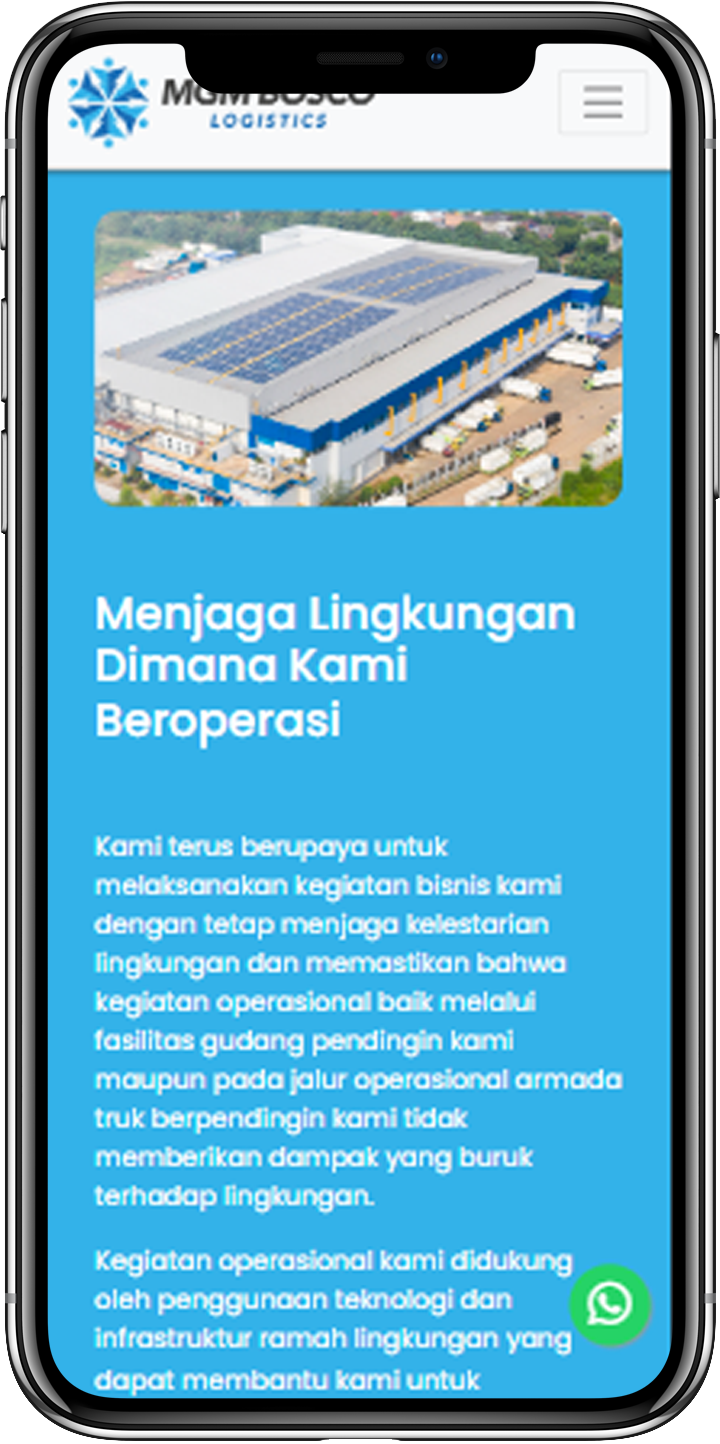 MGM BOSCO
LOGISTICS
Menjaga Lingkungan
Dimana Kami
Beroperasi
Kami terus berupaya untuk
melaksanakan kegiatan bisnis kami
dengan tetap menjaga kelestarian
lingkungan dan memastikan bahwa
kegiatan operasional baik melalui
fasilitas gudang pendingin kami
maupun pada jalur operasional armada
truk berpendingin kami tidak
memberikan dampak yang buruk
terhadap lingkungan.
Kegiatan operasional kami didukung
oleh penggunaan teknologi dan
infrastruktur ramah lingkungan yang
dapat membantu kami untuk